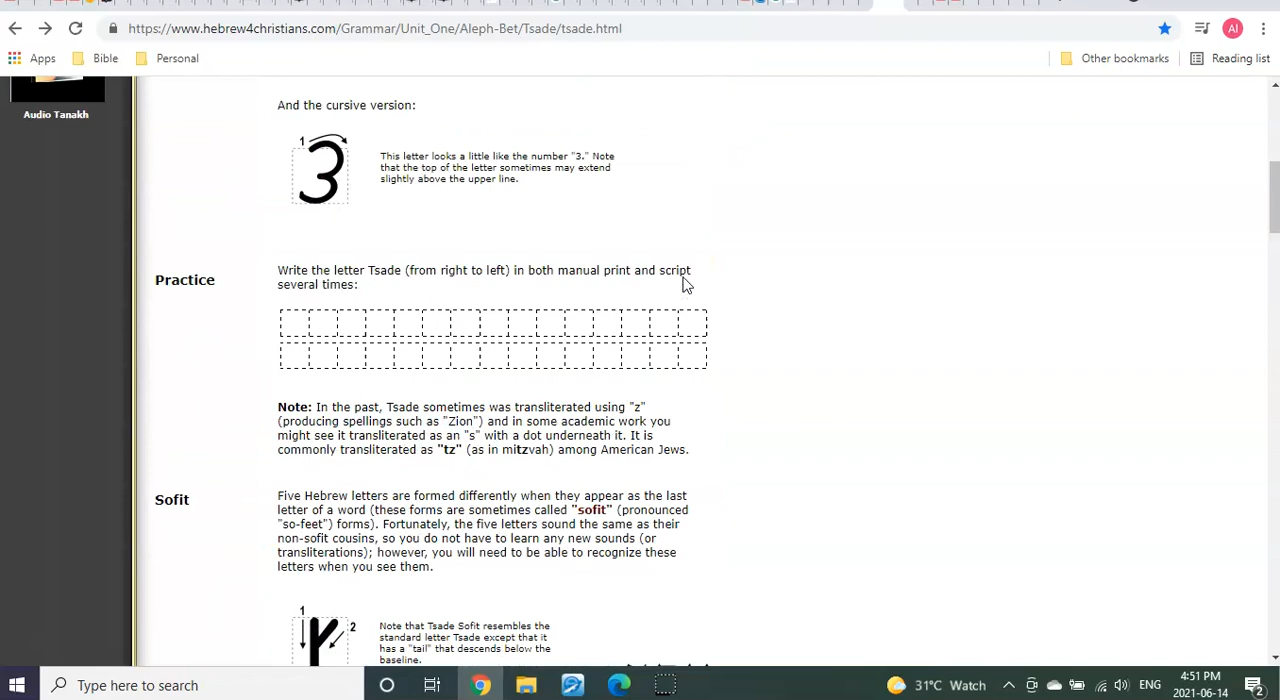 https://www.hebrew4christians.com/Grammar/Unit_One/Aleph-Bet/Tsade/tsade.html
Al
Apps Bible Personal Other bookmarks Reading list
Audio Tanakh
And the cursive version:
1
3
This letter looks a little like the number "3." Note
that the top of the letter sometimes may extend
slightly above the upper line.
Practice
Write the letter Tsade (from right to left) in both manual print and script
several times:
Note: In the past, Tsade sometimes was transliterated using "z"
(producing spellings such as "Zion") and in some academic work you
might see it transliterated as an "s" with a dot underneath it. It is
commonly transliterated as "tz" (as in mitzvah) among American Jews.
Sofit
Five Hebrew letters are formed differently when they appear as the last
letter of a word (these forms are sometimes called "sofit" (pronounced
"so-feet") forms). Fortunately, the five letters sound the same as their
non-sofit cousins, so you do not have to learn any new sounds (or
transliterations); however, you will need to be able to recognize these
letters when you see them.
1
2
ץ
Note that Tsade Sofit resembles the
standard letter Tsade except that it
has a "tail" that descends below the
baseline.
Type here to search
31°C Watch
ENG
4:51 PM
2021-06-14
2